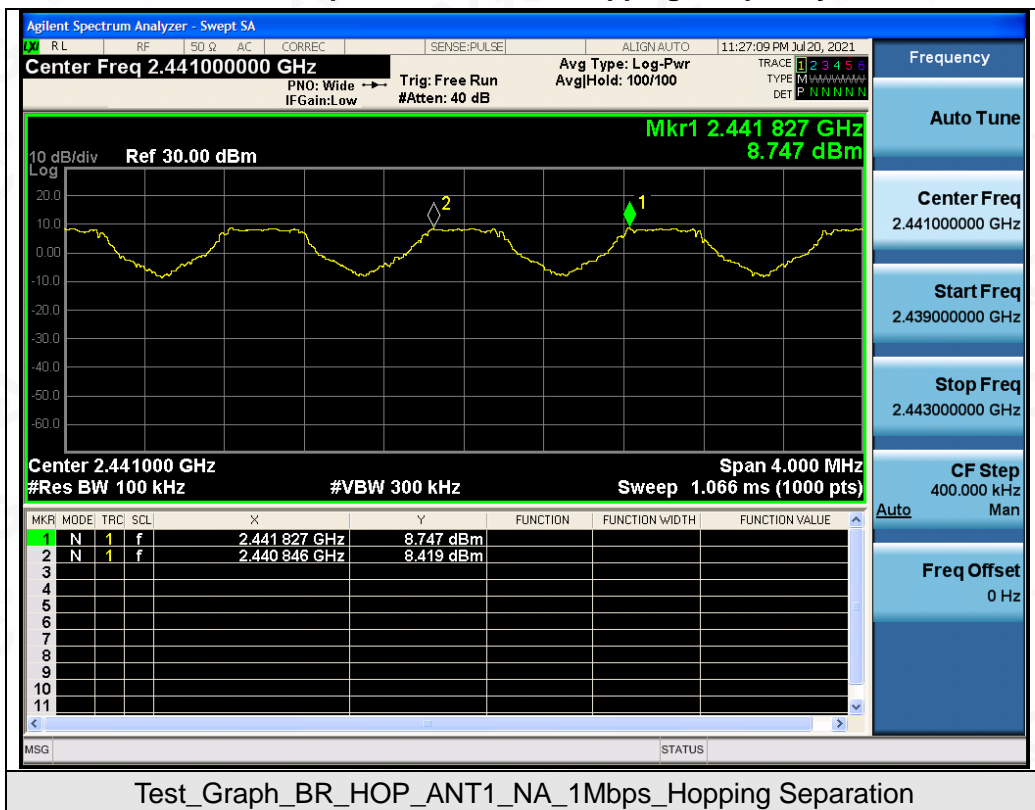 Agilent Spectrum Analyzer - Swept SA
LXI RL RF 50 Ω AC CORREC SENSE:PULSE ALIGN AUTO 11:27:09 PM Jul 20, 2021
Center Freq 2.441000000 GHz
PNO: Wide
IFGain:Low
Trig: Free Run
#Atten: 40 dB
Avg Type: Log-Pwr
Avg|Hold: 100/100
TRACE 1 2 3 4 5 6
TYPE M
DET P N N N N N
Mkr1 2.441 827 GHz
8.747 dBm
10 dB/div Ref 30.00 dBm
Log
20.0
10.0
0.00
-10.0
-20.0
-30.0
-40.0
-50.0
-60.0
2
1
Center 2.441000 GHz Span 4.000 MHz
#Res BW 100 kHz #VBW 300 kHz Sweep 1.066 ms (1000 pts)
MKR MODE TRC SCL X Y FUNCTION FUNCTION WIDTH FUNCTION VALUE
1 N 1 f 2.441 827 GHz 8.747 dBm
2 N 1 f 2.440 846 GHz 8.419 dBm
3
4
5
6
7
8
9
10
11
MSG STATUS
Frequency
Auto Tune
Center Freq
2.441000000 GHz
Start Freq
2.439000000 GHz
Stop Freq
2.443000000 GHz
CF Step
400.000 kHz
Auto Man
Freq Offset
0 Hz
Test_Graph_BR_HOP_ANT1_NA_1Mbps_Hopping Separation